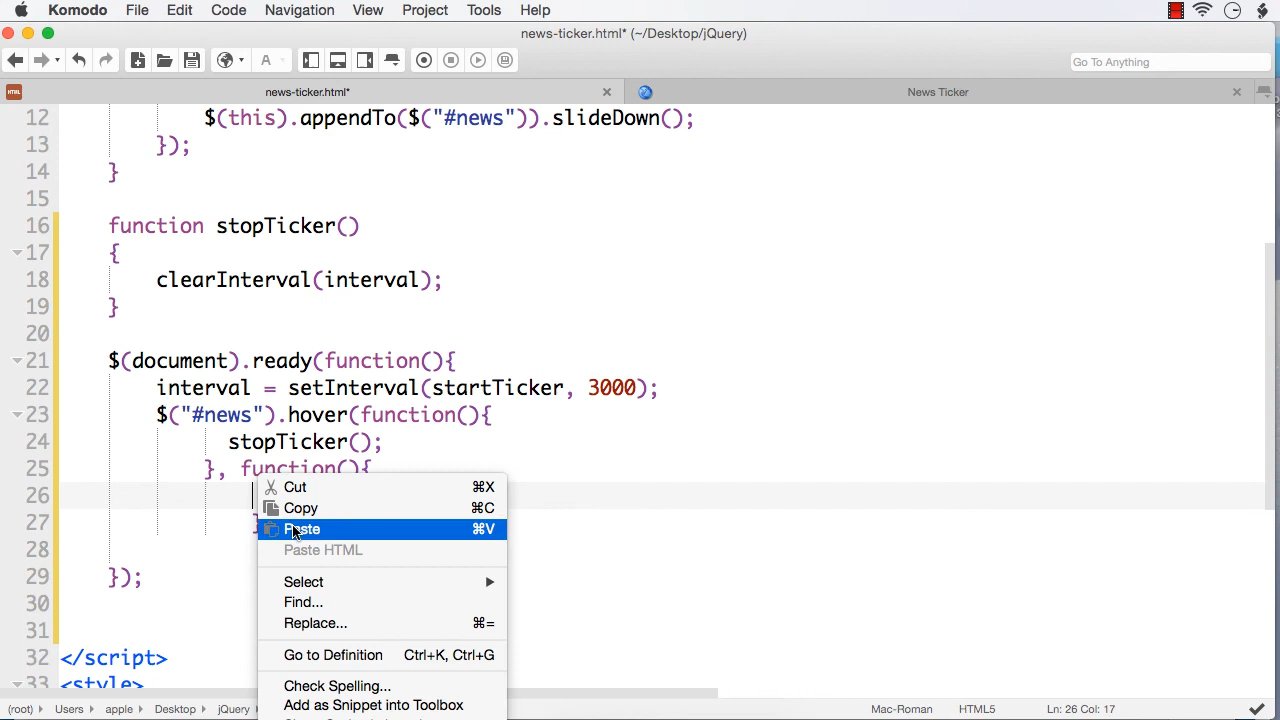 Komodo File Edit Code Navigation View Project Tools Help
news-ticker.html* (~/Desktop/jQuery)
A Go To Anything
HTML news-ticker.html* News Ticker
12 $(this).appendTo($("#news")).slideDown();
13 });
14 }
15
16 function stopTicker()
17 {
18 clearInterval(interval);
19 }
20
21 $(document).ready(function(){
22 interval = setInterval(startTicker, 3000);
23 $("#news").hover(function(){
24 stopTicker();
25 }, function(){
26
27
28
29 });
30
31
32 </script>
33 <style>
Cut ⌘X
Copy ⌘C
Paste ⌘V
Paste HTML
Select
Find...
Replace... ⌘=
Go to Definition Ctrl+K, Ctrl+G
Check Spelling...
Add as Snippet into Toolbox
(root) Users apple Desktop jQuery Mac-Roman HTML5 Ln: 26 Col: 17